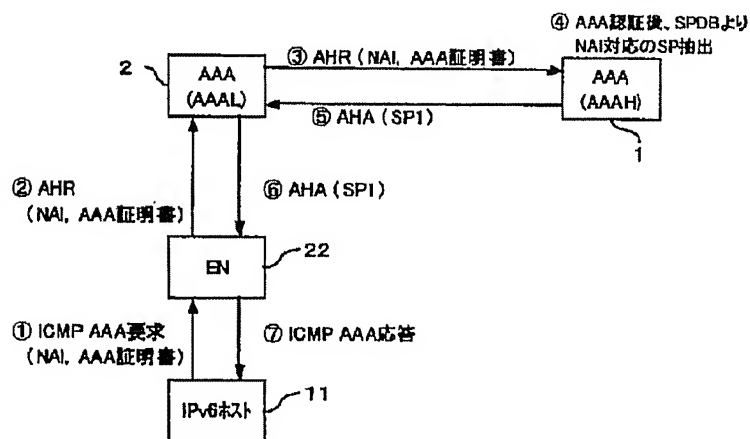 ④ AAA認証後、SPDBより
NAI対応のSP抽出
③ AHR (NAI, AAA証明書)
2
AAA
(AAAL)
AAA
(AAAH)
⑤ AHA (SP1)
1
② AHR
(NAI, AAA証明書)
⑥ AHA (SP1)
EN
22
① ICMP AAA要求
(NAI, AAA証明書)
⑦ ICMP AAA応答
IPv6ホスト
11